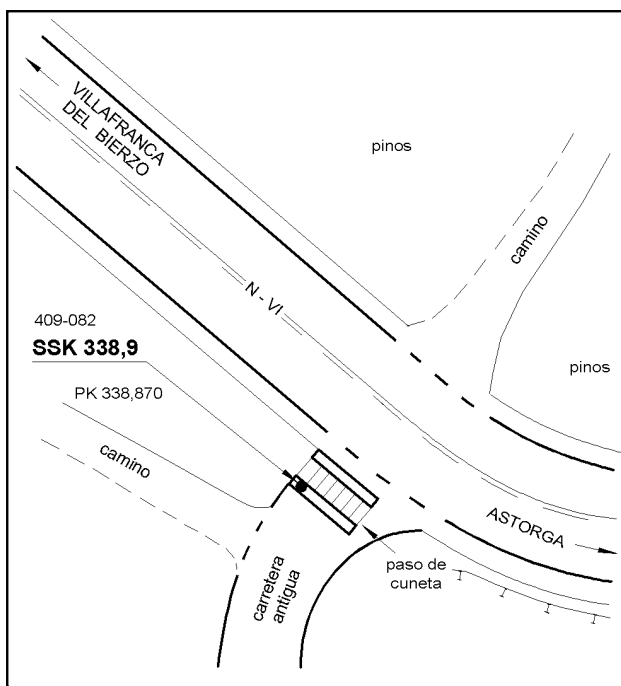 VILLAFRANCA
DEL BIERZO
pinos
camino
N - VI
409-082
SSK 338,9
PK 338,870
pinos
camino
ASTORGA
paso de
cuneta
carretera
antigua